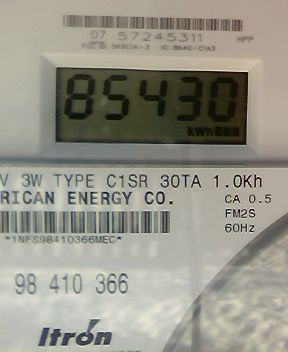 07 57245311
HPP
85430
kWh
V 3W TYPE C1SR 30TA 1.0Kh
RICAN ENERGY CO.
CA 0.5
FM2S
60Hz
*1NFS98410366MEC*
98 410 366
Itron